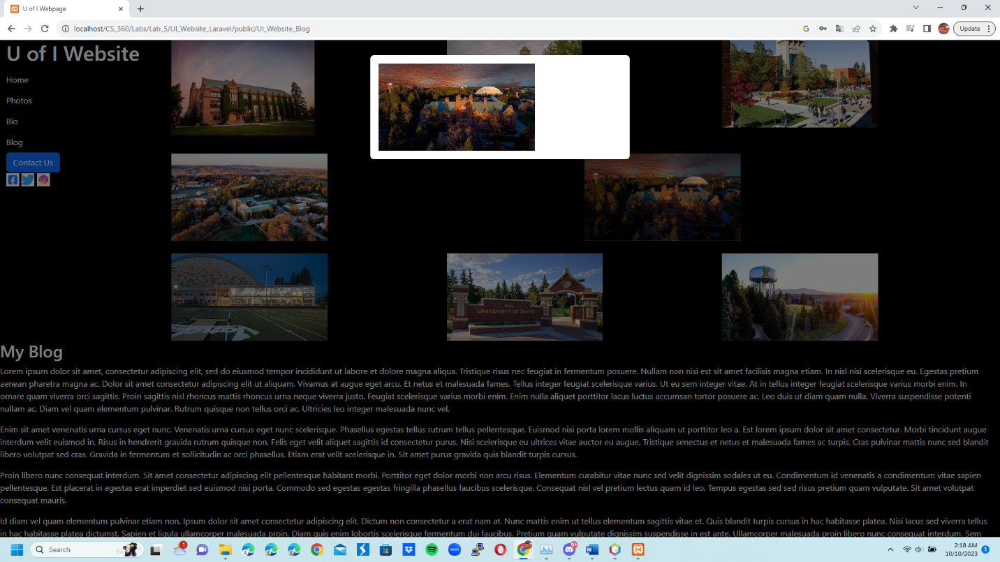 U of I Webpage
localhost/CS_360/Labs/Lab_5/UI_Website_Laravel/public/UI_Website_Blog
Update
U of I Website
Home
Photos
Bio
Blog
Contact Us
UNIVERSITY OF IDAHO
I
My Blog
Lorem ipsum dolor sit amet, consectetur adipiscing elit, sed do eiusmod tempor incididunt ut labore et dolore magna aliqua. Tristique risus nec feugiat in fermentum posuere. Nullam non nisi est sit amet facilisis magna etiam. In nisl nisi scelerisque eu. Egestas pretium
aenean pharetra magna ac. Dolor sit amet consectetur adipiscing elit ut aliquam. Vivamus at augue eget arcu. Et netus et malesuada fames. Tellus integer feugiat scelerisque varius. Ut eu sem integer vitae. At in tellus integer feugiat scelerisque varius morbi enim. In
ornare quam viverra orci sagittis. Proin sagittis nisl rhoncus mattis rhoncus urna neque viverra justo. Feugiat scelerisque varius morbi enim. Enim nulla aliquet porttitor lacus luctus accumsan tortor posuere ac. Leo duis ut diam quam nulla. Viverra suspendisse potenti
nullam ac. Diam vel quam elementum pulvinar. Rutrum quisque non tellus orci ac. Ultricies leo integer malesuada nunc vel.
Enim sit amet venenatis urna cursus eget nunc. Venenatis urna cursus eget nunc scelerisque. Phasellus egestas tellus rutrum tellus pellentesque. Euismod nisi porta lorem mollis aliquam ut porttitor leo a. Est lorem ipsum dolor sit amet consectetur. Morbi tincidunt augue
interdum velit euismod in. Risus in hendrerit gravida rutrum quisque non. Felis eget velit aliquet sagittis id consectetur purus. Nisi scelerisque eu ultrices vitae auctor eu augue. Tristique senectus et netus et malesuada fames ac turpis. Cras pulvinar mattis nunc sed blandit
libero volutpat sed cras. Gravida in fermentum et sollicitudin ac orci phasellus. Etiam erat velit scelerisque in. Sit amet purus gravida quis blandit turpis cursus.
Proin libero nunc consequat interdum. Sit amet consectetur adipiscing elit pellentesque habitant morbi. Porttitor eget dolor morbi non arcu risus. Elementum curabitur vitae nunc sed velit dignissim sodales ut eu. Condimentum id venenatis a condimentum vitae sapien
pellentesque. Est placerat in egestas erat imperdiet sed euismod nisi porta. Commodo sed egestas egestas fringilla phasellus faucibus scelerisque. Consequat nisl vel pretium lectus quam id leo. Tempus egestas sed sed risus pretium quam vulputate. Sit amet volutpat
consequat mauris.
Id diam vel quam elementum pulvinar etiam non. Ipsum dolor sit amet consectetur adipiscing elit. Dictum non consectetur a erat nam at. Nunc mattis enim ut tellus elementum sagittis vitae et. Quis blandit turpis cursus in hac habitasse platea. Nisi lacus sed viverra tellus
in hac habitasse platea dictumst. Sapien et ligula ullamcorper malesuada proin. Diam quis enim lobortis scelerisque fermentum dui faucibus. Pretium quam vulputate dignissim suspendisse in est ante. Ullamcorper malesuada proin libero nunc consequat interdum. Sem
Search
1
zoom
9+
2:18 AM
10/10/2023
3